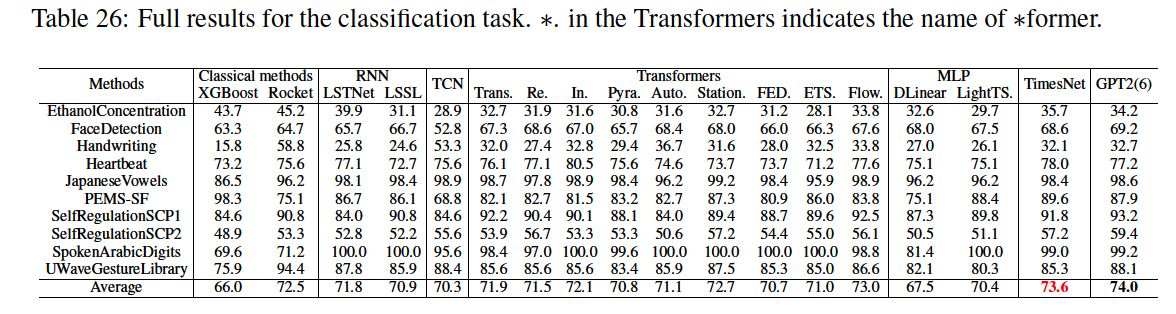 Table 26: Full results for the classification task. ∗. in the Transformers indicates the name of ∗former.
Methods Classical methods RNN TCN Transformers MLP TimesNet GPT2(6)
XGBoost Rocket LSTNet LSSL Trans. Re. In. Pyra. Auto. Station. FED. ETS. Flow. DLinear LightTS.
EthanolConcentration 43.7 45.2 39.9 31.1 28.9 32.7 31.9 31.6 30.8 31.6 32.7 31.2 28.1 33.8 32.6 29.7 35.7 34.2
FaceDetection 63.3 64.7 65.7 66.7 52.8 67.3 68.6 67.0 65.7 68.4 68.0 66.0 66.3 67.6 68.0 67.5 68.6 69.2
Handwriting 15.8 58.8 25.8 24.6 53.3 32.0 27.4 32.8 29.4 36.7 31.6 28.0 32.5 33.8 27.0 26.1 32.1 32.7
Heartbeat 73.2 75.6 77.1 72.7 75.6 76.1 77.1 80.5 75.6 74.6 73.7 73.7 71.2 77.6 75.1 75.1 78.0 77.2
JapaneseVowels 86.5 96.2 98.1 98.4 98.9 98.7 97.8 98.9 98.4 96.2 99.2 98.4 95.9 98.9 96.2 96.2 98.4 98.6
PEMS-SF 98.3 75.1 86.7 86.1 68.8 82.1 82.7 81.5 83.2 82.7 87.3 80.9 86.0 83.8 75.1 88.4 89.6 87.9
SelfRegulationSCP1 84.6 90.8 84.0 90.8 84.6 92.2 90.4 90.1 88.1 84.0 89.4 88.7 89.6 92.5 87.3 89.8 91.8 93.2
SelfRegulationSCP2 48.9 53.3 52.8 52.2 55.6 53.9 56.7 53.3 53.3 50.6 57.2 54.4 55.0 56.1 50.5 51.1 57.2 59.4
SpokenArabicDigits 69.6 71.2 100.0 100.0 95.6 98.4 97.0 100.0 99.6 100.0 100.0 100.0 100.0 98.8 81.4 100.0 99.0 99.2
UWaveGestureLibrary 75.9 94.4 87.8 85.9 88.4 85.6 85.6 85.6 83.4 85.9 87.5 85.3 85.0 86.6 82.1 80.3 85.3 88.1
Average 66.0 72.5 71.8 70.9 70.3 71.9 71.5 72.1 70.8 71.1 72.7 70.7 71.0 73.0 67.5 70.4 73.6 74.0